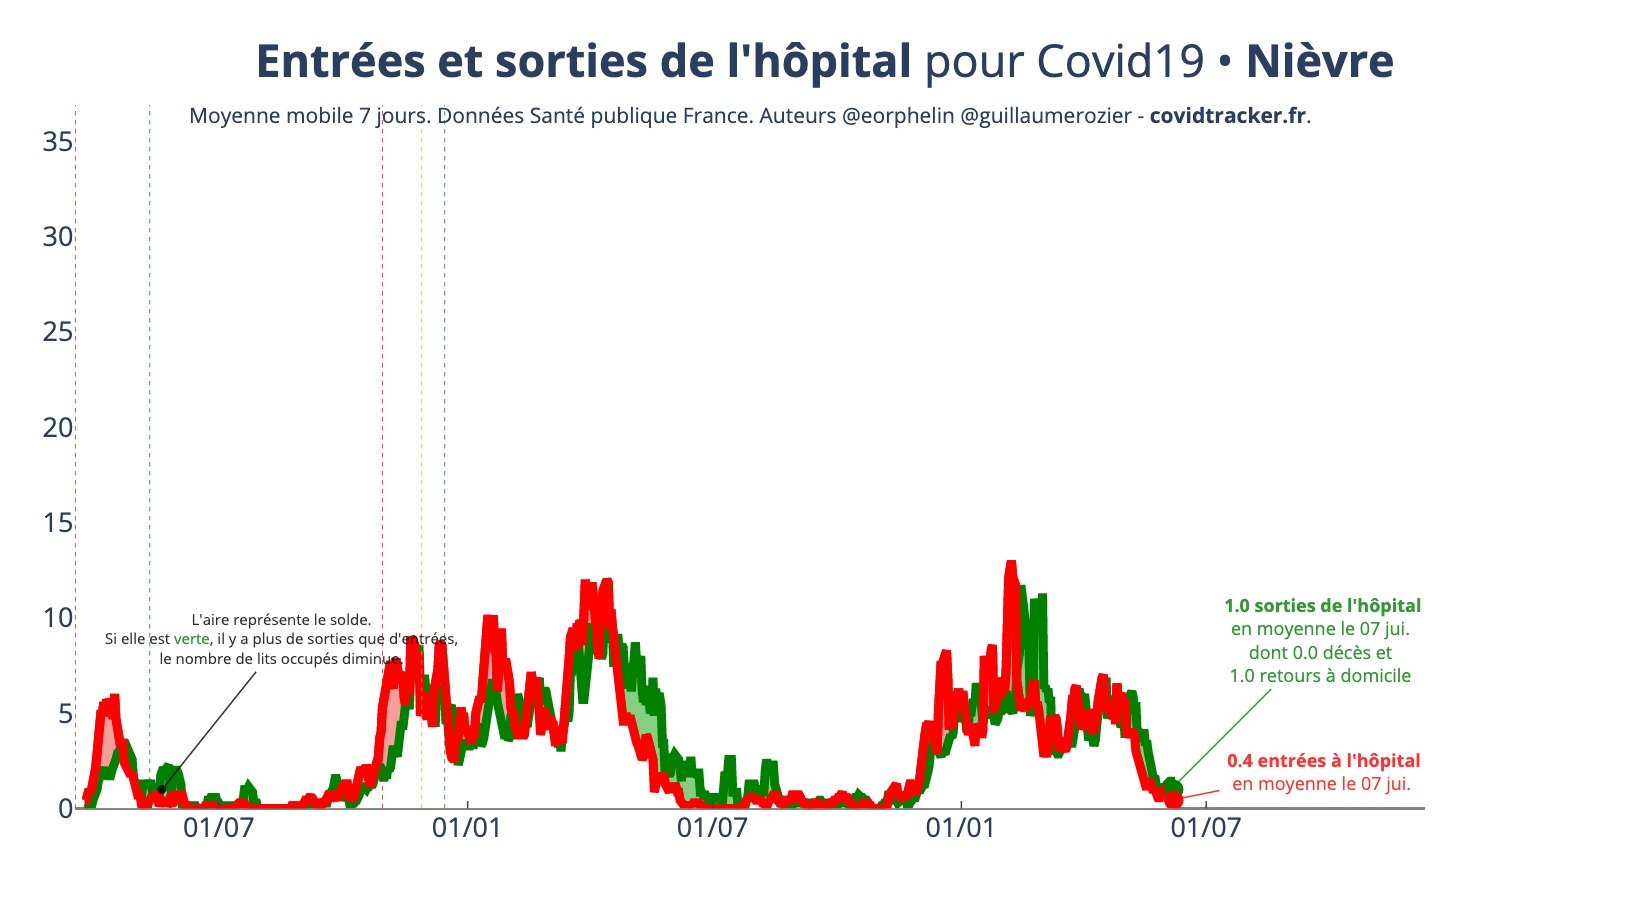 Entrées et sorties de l'hôpital pour Covid19 • Nièvre
Moyenne mobile 7 jours. Données Santé publique France. Auteurs @eorphelin @guillaumerozier - covidtracker.fr.
35
30
25
20
15
10
5
0
L'aire représente le solde.
Si elle est verte, il y a plus de sorties que d'entrées,
le nombre de lits occupés diminue.
1.0 sorties de l'hôpital
en moyenne le 07 jui.
dont 0.0 décès et
1.0 retours à domicile
0.4 entrées à l'hôpital
en moyenne le 07 jui.
01/07
01/01
01/07
01/01
01/07